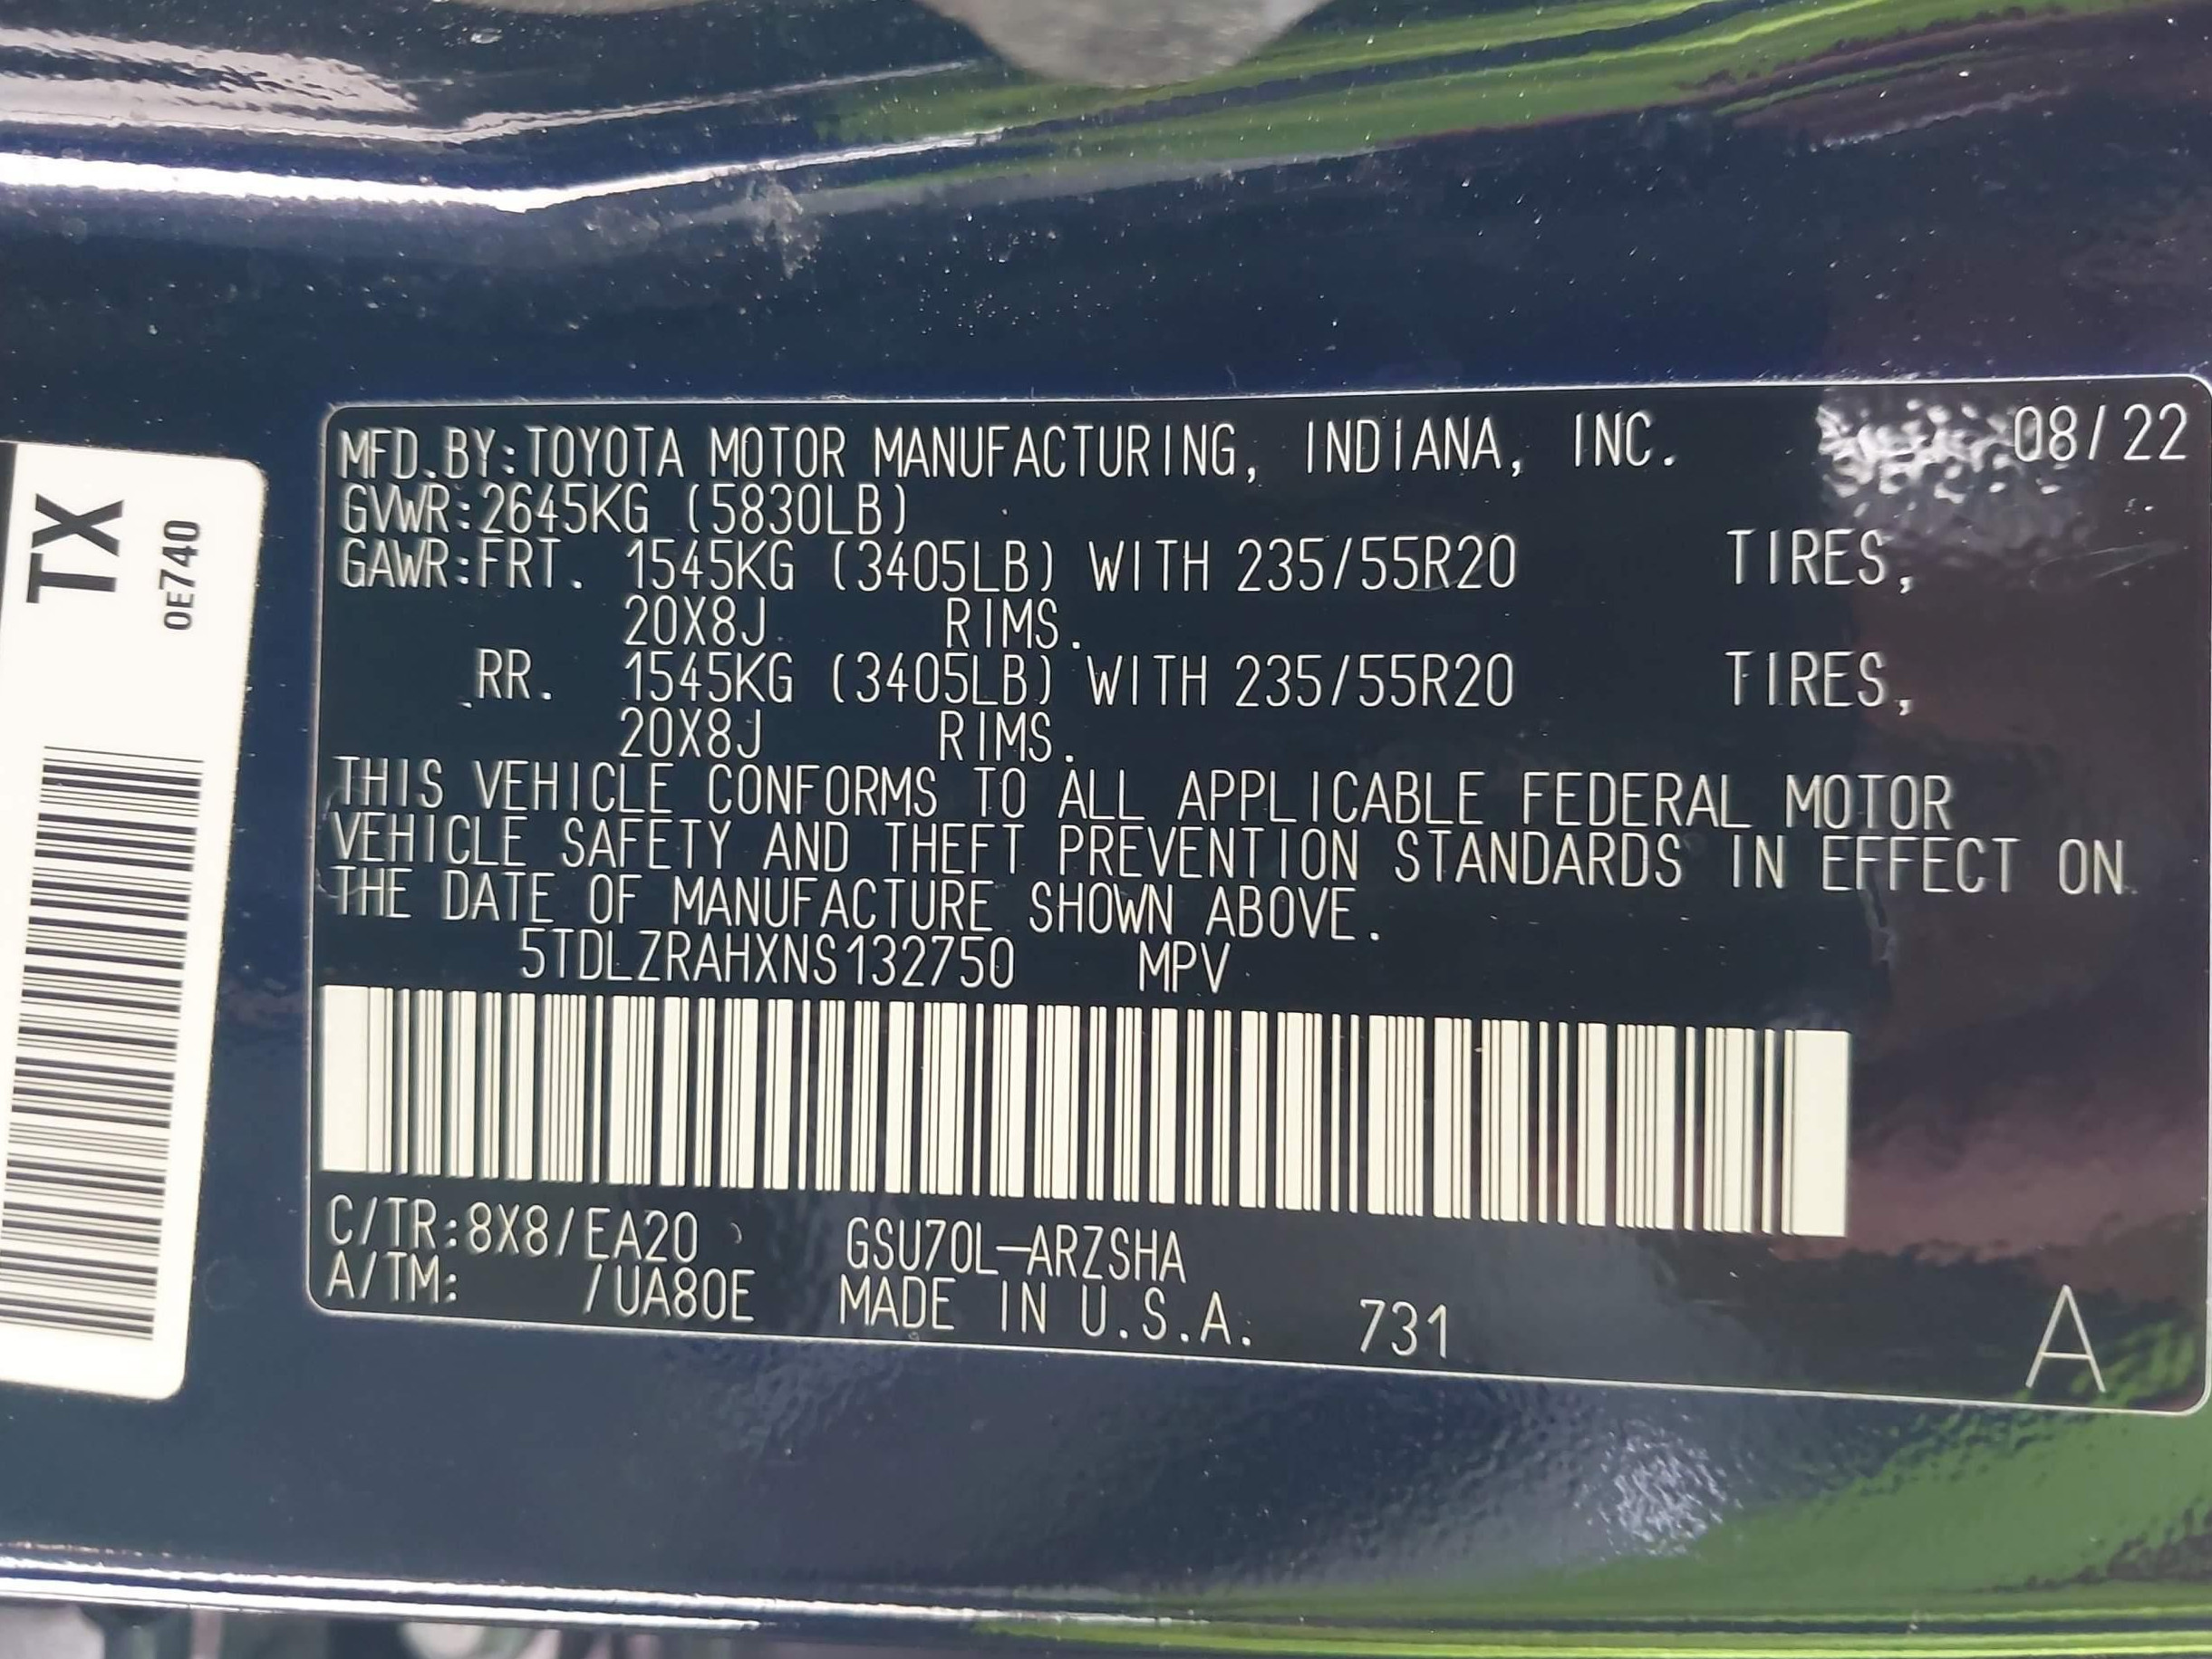 TX
0E740
MFD.BY:TOYOTA MOTOR MANUFACTURING, INDIANA, INC. 08/22
GVWR:2645KG (5830LB)
GAWR:FRT. 1545KG (3405LB) WITH 235/55R20 TIRES,
20X8J RIMS.
RR. 1545KG (3405LB) WITH 235/55R20 TIRES,
20X8J RIMS.
THIS VEHICLE CONFORMS TO ALL APPLICABLE FEDERAL MOTOR
VEHICLE SAFETY AND THEFT PREVENTION STANDARDS IN EFFECT ON
THE DATE OF MANUFACTURE SHOWN ABOVE.
5TDLZRAHXNS132750 MPV
C/TR:8X8/EA20 GSU70L-ARZSHA
A/TM: /UA80E MADE IN U.S.A. 731 A